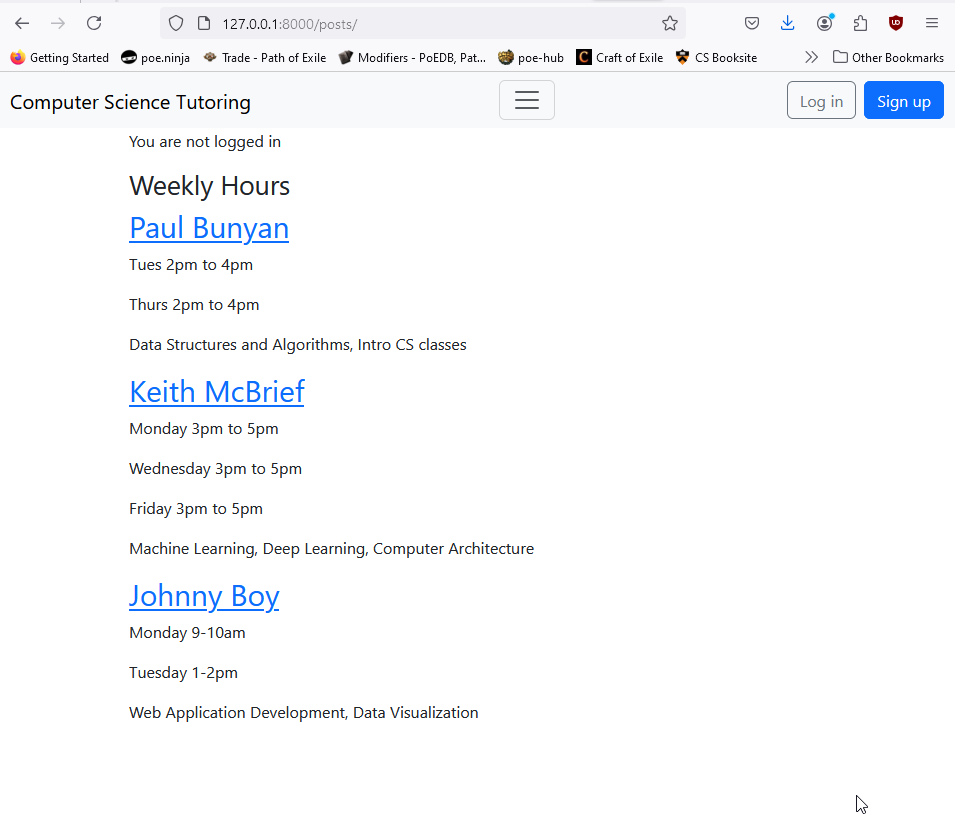 127.0.0.1:8000/posts/
Getting Started poe.ninja Trade - Path of Exile Modifiers - PoEDB, Pat... poe-hub Craft of Exile CS Booksite Other Bookmarks
Computer Science Tutoring Log in Sign up
You are not logged in
Weekly Hours
Paul Bunyan
Tues 2pm to 4pm
Thurs 2pm to 4pm
Data Structures and Algorithms, Intro CS classes
Keith McBrief
Monday 3pm to 5pm
Wednesday 3pm to 5pm
Friday 3pm to 5pm
Machine Learning, Deep Learning, Computer Architecture
Johnny Boy
Monday 9-10am
Tuesday 1-2pm
Web Application Development, Data Visualization